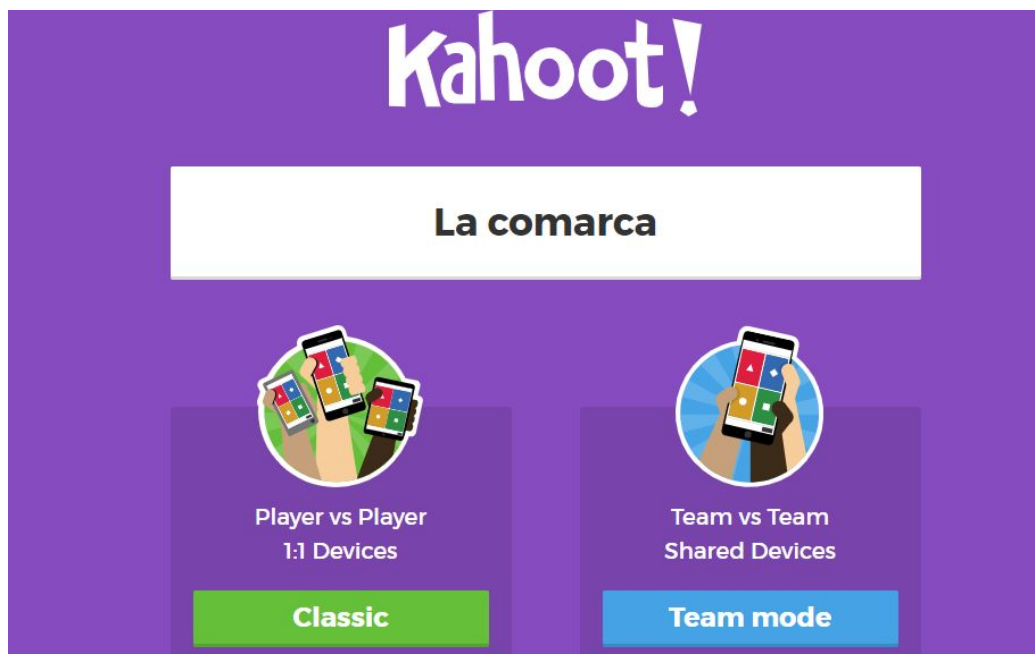 Kahoot!
La comarca
Player vs Player
1:1 Devices
Classic
Team vs Team
Shared Devices
Team mode